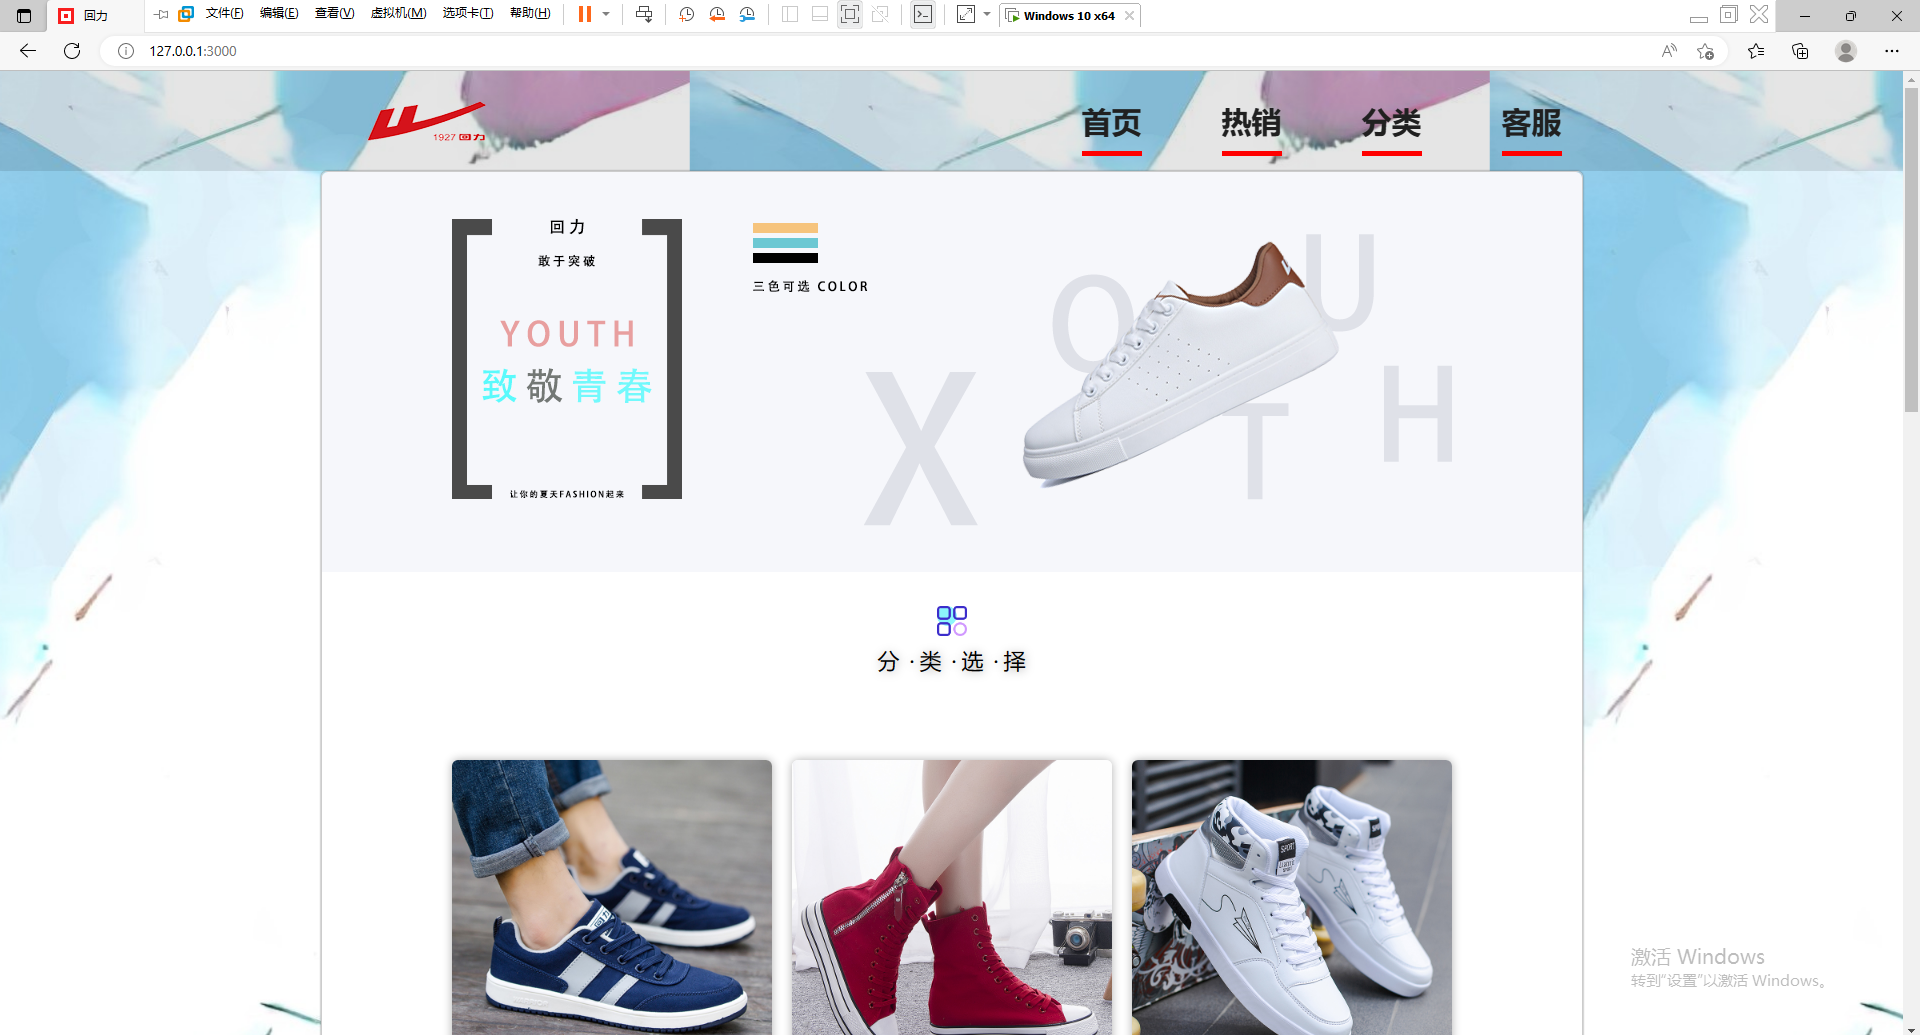 回力
文件(F) 编辑(E) 查看(V) 虚拟机(M) 选项卡(T) 帮助(H)
Windows 10 x64
127.0.0.1:3000
1927 回力
首页 热销 分类 客服
回力
敢于突破
YOUTH
致敬青春
让你的夏天FASHION起来
三色可选 COLOR
X
O
U
T
H
分·类·选·择
SPORT
激活 Windows
转到"设置"以激活 Windows。